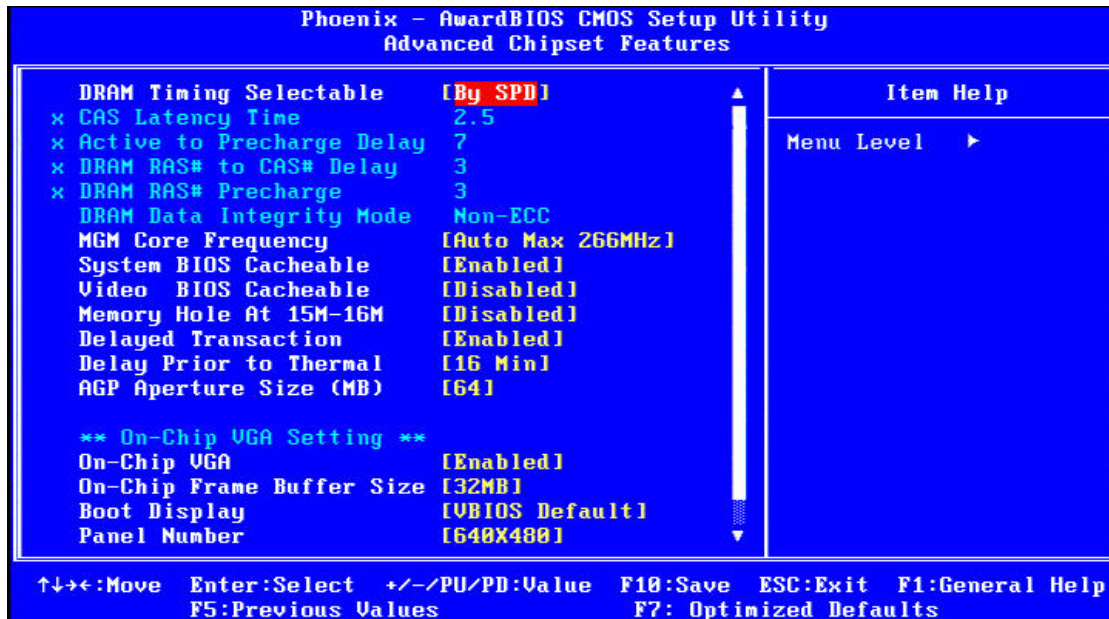 Phoenix - AwardBIOS CMOS Setup Utility
Advanced Chipset Features
DRAM Timing Selectable [By SPD]
x CAS Latency Time 2.5
x Active to Precharge Delay 7
x DRAM RAS# to CAS# Delay 3
x DRAM RAS# Precharge 3
DRAM Data Integrity Mode Non-ECC
MGM Core Frequency [Auto Max 266MHz]
System BIOS Cacheable [Enabled]
Video BIOS Cacheable [Disabled]
Memory Hole At 15M-16M [Disabled]
Delayed Transaction [Enabled]
Delay Prior to Thermal [16 Min]
AGP Aperture Size (MB) [64]
** On-Chip VGA Setting **
On-Chip VGA [Enabled]
On-Chip Frame Buffer Size [32MB]
Boot Display [VBIOS Default]
Panel Number [640X480]
Item Help
Menu Level ►
↑↓→←:Move Enter:Select +/-/PU/PD:Value F10:Save ESC:Exit F1:General Help
F5:Previous Values F7: Optimized Defaults